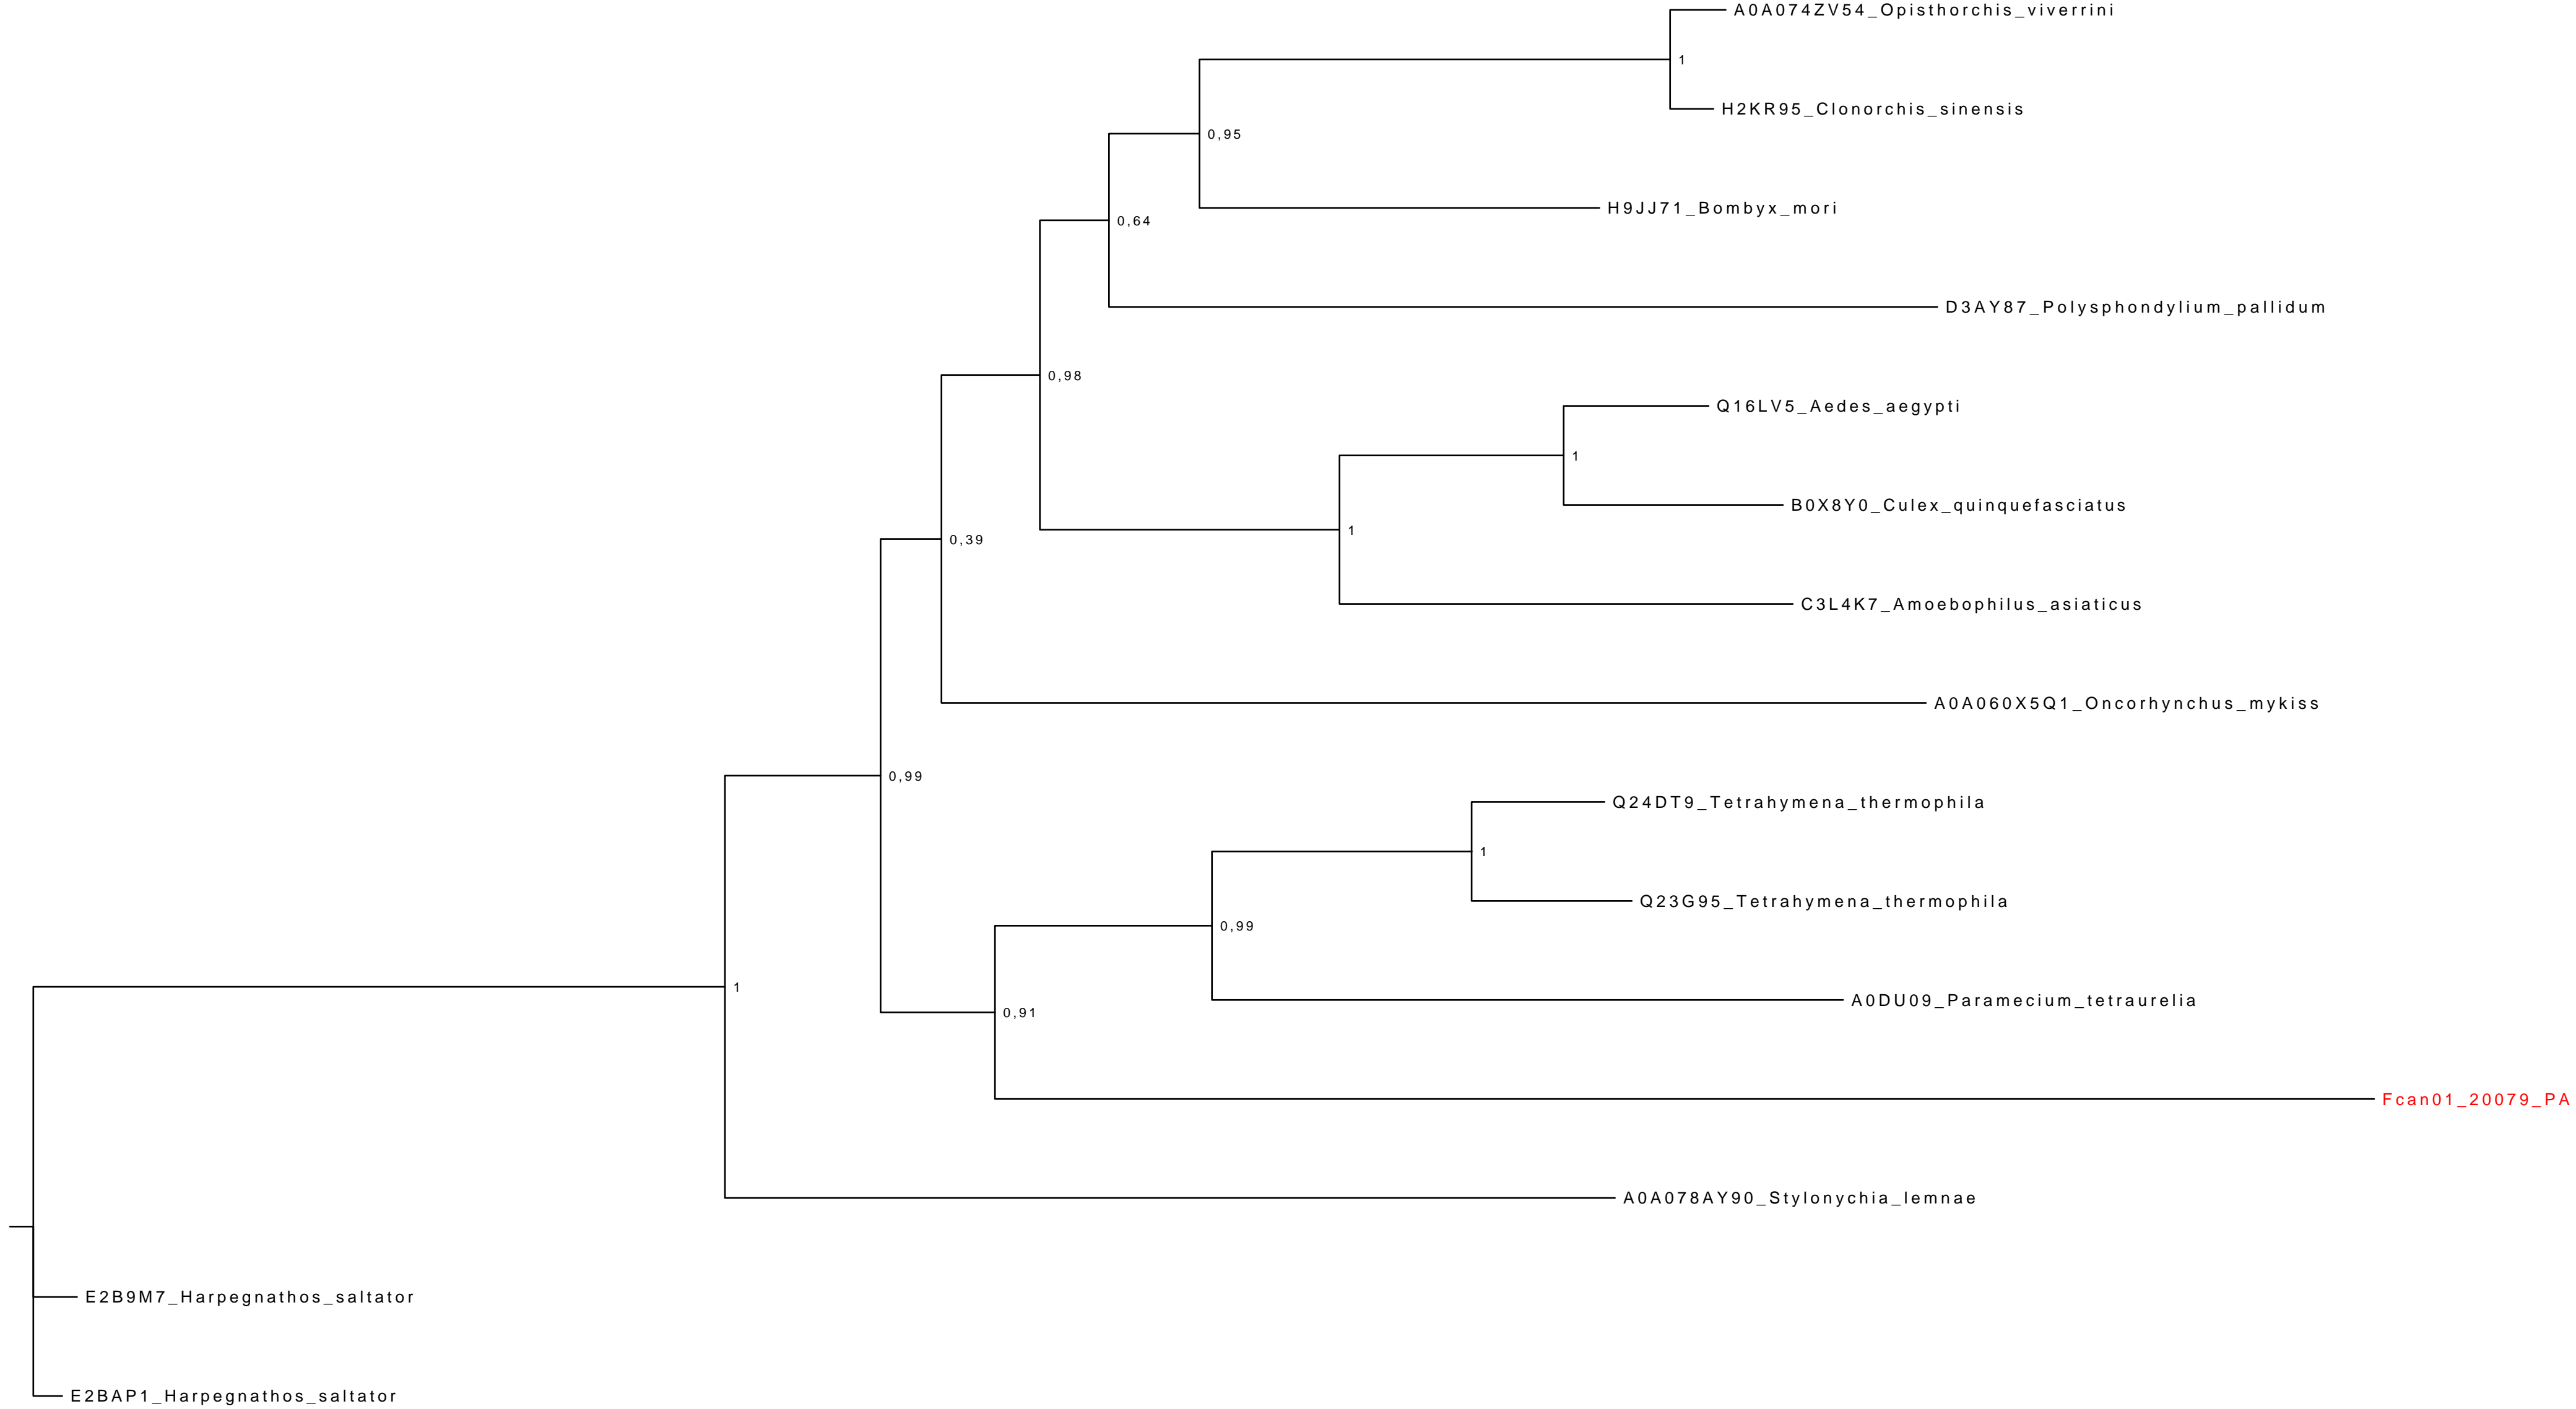 A0A074ZV54_Opisthorchis_viverrini
1
H2KR95_Clonorchis_sinensis
0,95
H9JJ71_Bombyx_mori
0,64
D3AY87_Polysphondylium_pallidum
0,98
Q16LV5_Aedes_aegypti
1
B0X8Y0_Culex_quinquefasciatus
1
0,39
C3L4K7_Amoebophilus_asiaticus
A0A060X5Q1_Oncorhynchus_mykiss
0,99
Q24DT9_Tetrahymena_thermophila
1
Q23G95_Tetrahymena_thermophila
0,99
1
A0DU09_Paramecium_tetraurelia
0,91
Fcan01_20079_PA
A0A078AY90_Stylonychia_lemnae
E2B9M7_Harpegnathos_saltator
E2BAP1_Harpegnathos_saltator